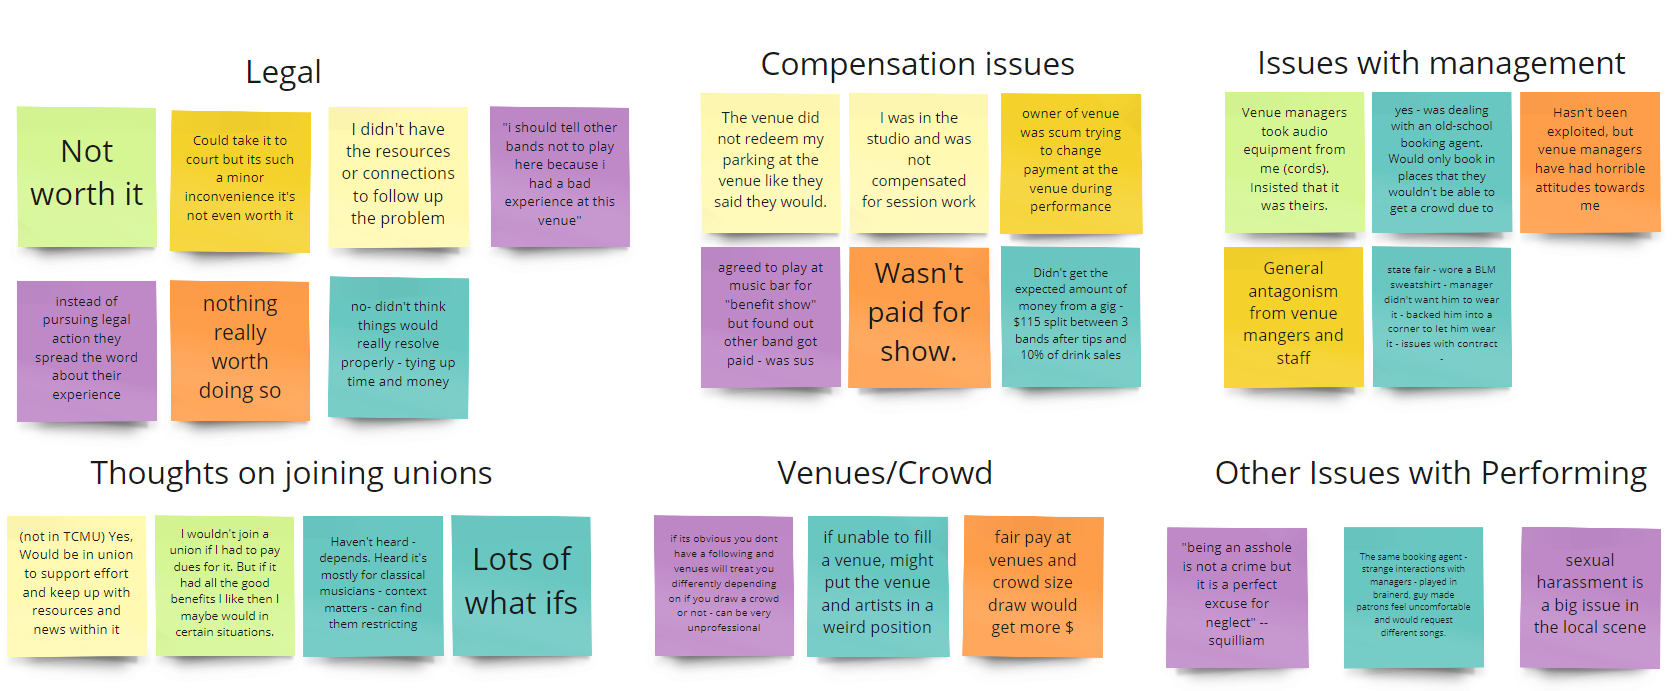 Legal
Not
worth it
Could take it to
court but its such
a minor
inconvenience it's
not even worth it
I didn't have
the resources
or connections
to follow up
the problem
"i should tell other
bands not to play
here because i
had a bad
experience at this
venue"
instead of
pursuing legal
action they
spread the word
about their
experience
nothing
really
worth
doing so
no- didn't think
things would
really resolve
properly - tying up
time and money
Compensation issues
The venue did
not redeem my
parking at the
venue like they
said they would.
I was in the
studio and was
not
compensated
for session work
owner of venue
was scum trying
to change
payment at the
venue during
performance
agreed to play at
music bar for
"benefit show"
but found out
other band got
paid - was sus
Wasn't
paid for
show.
Didn't get the
expected amount of
money from a gig -
$115 split between 3
bands after tips and
10% of drink sales
Issues with management
Venue managers
took audio
equipment from
me (cords).
Insisted that it
was theirs.
yes - was dealing
with an old-school
booking agent.
Would only book in
places that they
wouldn't be able to
get a crowd due to
Hasn't been
exploited, but
venue managers
have had horrible
attitudes towards
me
General
antagonism
from venue
mangers and
staff
state fair - wore a BLM
sweatshirt - manager
didn't want him to wear
it - backed him into a
corner to let him wear
it - issues with contract
-
Thoughts on joining unions
(not in TCMU) Yes,
Would be in union
to support effort
and keep up with
resources and
news within it
I wouldn't join a
union if I had to pay
dues for it. But if it
had all the good
benefits I like then I
maybe would in
certain situations.
Haven't heard -
depends. Heard it's
mostly for classical
musicians - context
matters - can find
them restricting
Lots of
what ifs
Venues/Crowd
if its obvious you dont
have a following and
venues will treat you
differently depending
on if you draw a crowd
or not - can be very
unprofessional
if unable to fill
a venue, might
put the venue
and artists in a
weird position
fair pay at
venues and
crowd size
draw would
get more $
Other Issues with Performing
"being an asshole
is not a crime but
it is a perfect
excuse for
neglect" --
squilliam
The same booking agent -
strange interactions with
managers - played in
brainerd, guy made
patrons feel uncomfortable
and would request
different songs.
sexual
harassment is
a big issue in
the local scene